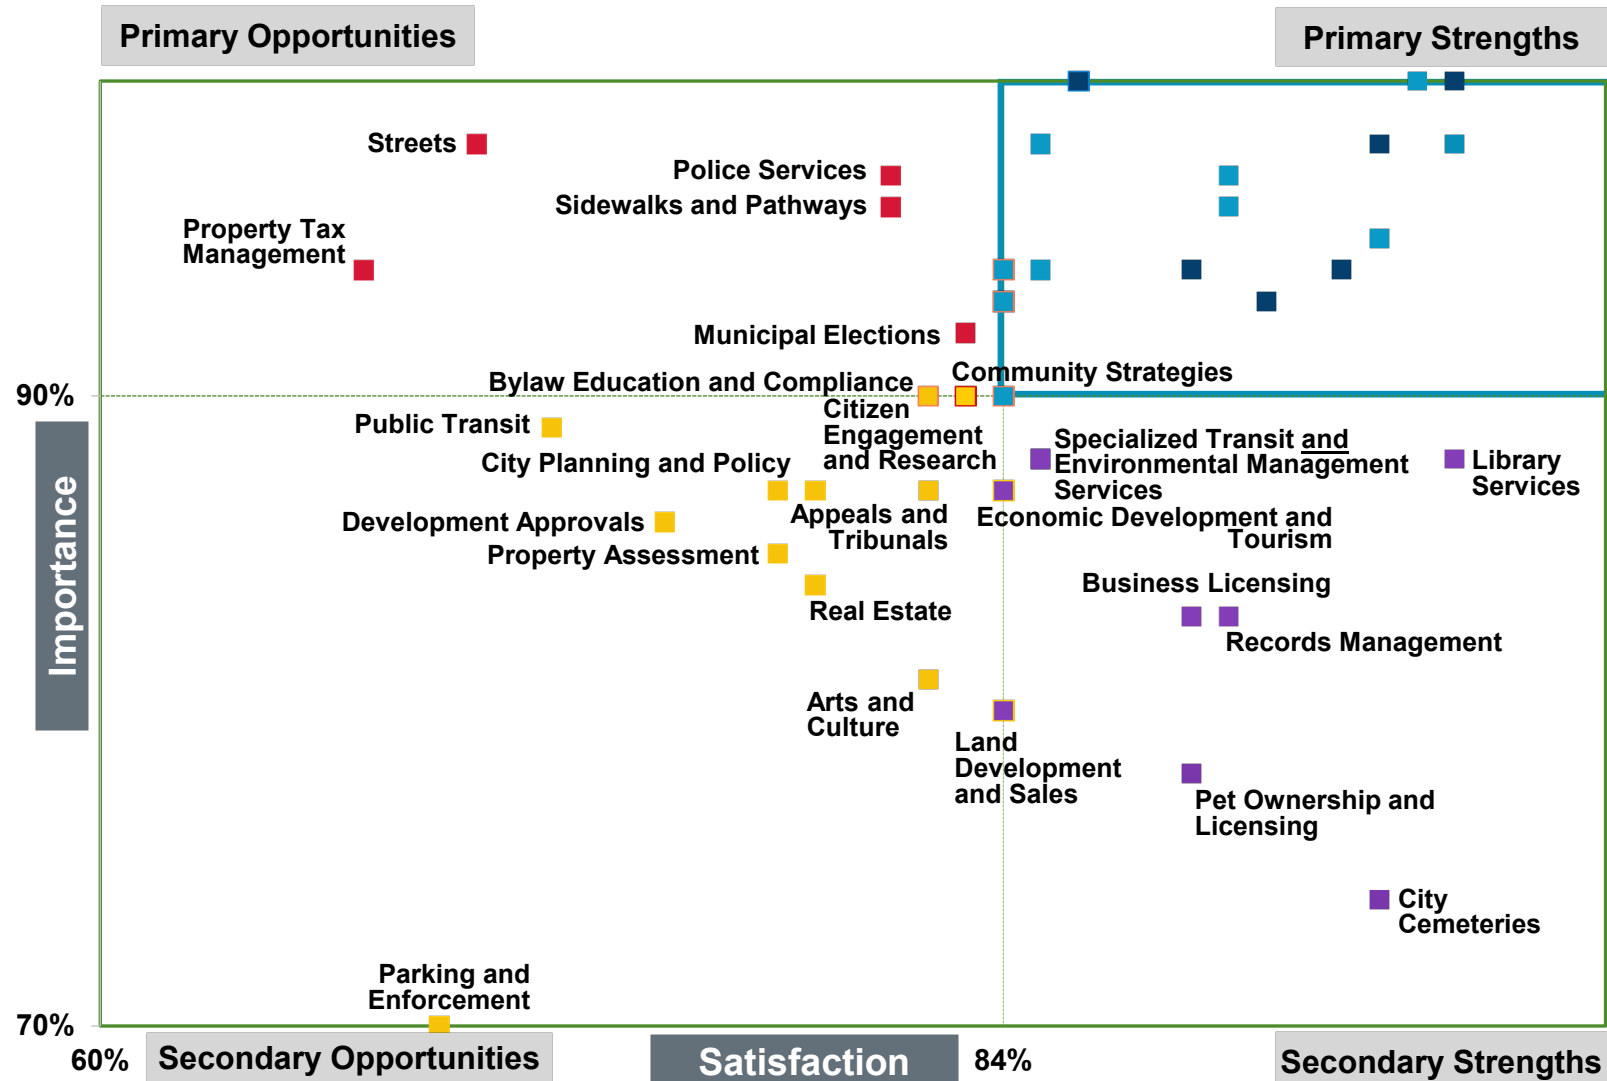 Primary Opportunities
Primary Strengths
Streets
Police Services
Sidewalks and Pathways
Property Tax
Management
Municipal Elections
Community Strategies
Bylaw Education and Compliance
90%
Citizen
Engagement
and Research
Public Transit
City Planning and Policy
Specialized Transit and
Environmental Management
Services
Library
Services
Importance
Development Approvals
Appeals and
Tribunals
Economic Development and
Tourism
Property Assessment
Business Licensing
Real Estate
Records Management
Arts and
Culture
Land
Development
and Sales
Pet Ownership and
Licensing
City
Cemeteries
Parking and
Enforcement
70%
60%
Secondary Opportunities
Satisfaction
84%
Secondary Strengths